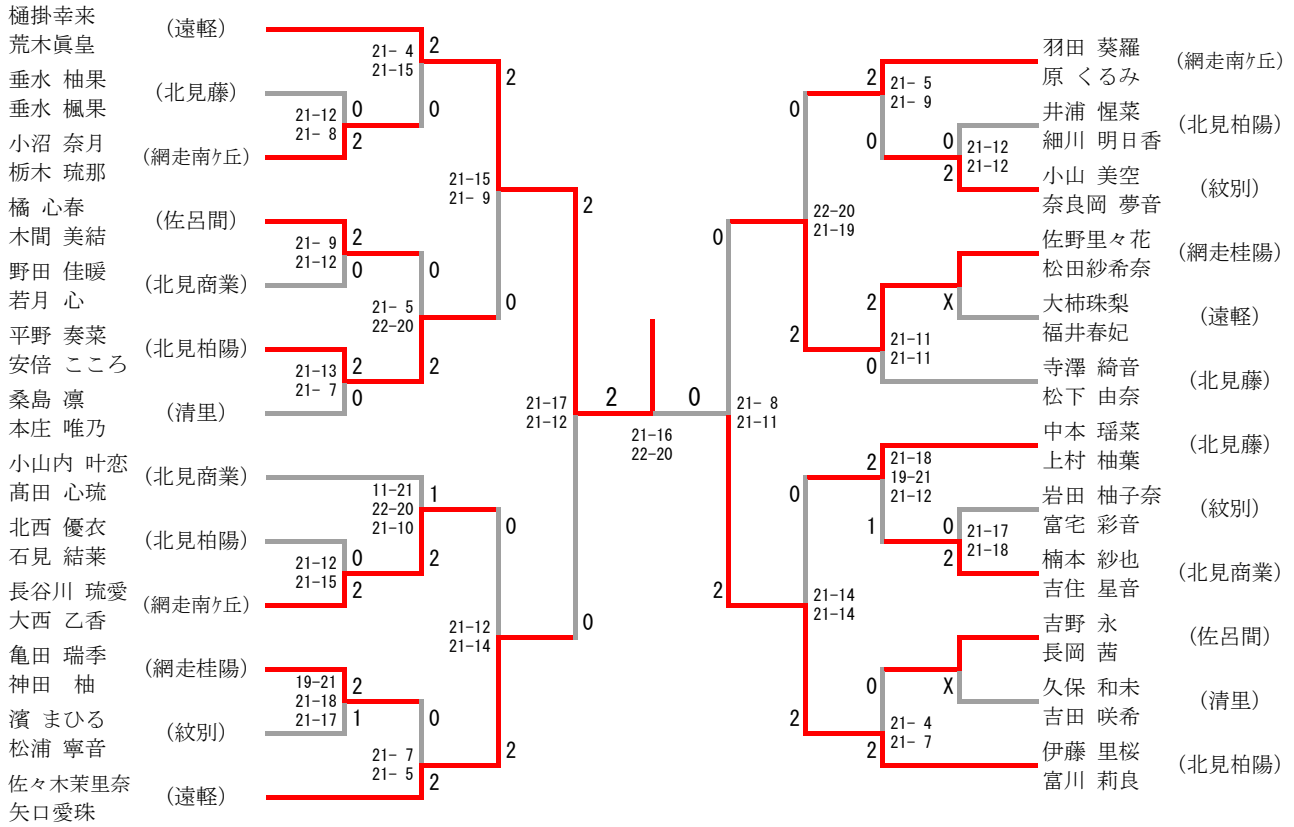 樋掛幸来
荒木眞皇
(遠軽)
垂水 柚果
垂水 楓果
(北見藤)
小沼 奈月
栃木 琉那
(網走南ケ丘)
橘 心春
木間 美結
(佐呂間)
野田 佳暖
若月 心
(北見商業)
平野 奏菜
安倍 こころ
(北見柏陽)
桑島 凛
本庄 唯乃
(清里)
小山内 叶恋
髙田 心琉
(北見商業)
北西 優衣
石見 結菜
(北見柏陽)
長谷川 琉愛
大西 乙香
(網走南ケ丘)
亀田 瑞季
神田 柚
(網走桂陽)
濱 まひる
松浦 寧音
(紋別)
佐々木茉里奈
矢口愛珠
(遠軽)
21- 4
21-15
2
0
21-12
21- 8
0
2
21- 9
21-12
2
0
21- 5
22-20
0
2
21-13
21- 7
2
0
21-15
21- 9
2
0
11-21
22-20
21-10
1
2
21-12
21-15
0
2
21-12
21-14
0
2
19-21
21-18
21-17
2
1
21- 7
21- 5
0
2
21-17
21-12
2
0
2
0
21-16
22-20
21- 8
21-11
0
2
22-20
21-19
0
2
21- 5
21- 9
2
0
21-12
21-12
0
2
X
21-11
21-11
2
0
21-14
21-14
0
2
21-18
19-21
21-12
2
1
21-17
21-18
0
2
X
21- 4
21- 7
0
2
羽田 葵羅
原 くるみ
(網走南ケ丘)
井浦 惺菜
細川 明日香
(北見柏陽)
小山 美空
奈良岡 夢音
(紋別)
佐野里々花
松田紗希奈
(網走桂陽)
大柿珠梨
福井春妃
(遠軽)
寺澤 綺音
松下 由奈
(北見藤)
中本 瑶菜
上村 柚葉
(北見藤)
岩田 柚子奈
富宅 彩音
(紋別)
楠本 紗也
吉住 星音
(北見商業)
吉野 永
長岡 茜
(佐呂間)
久保 和未
吉田 咲希
(清里)
伊藤 里桜
富川 莉良
(北見柏陽)